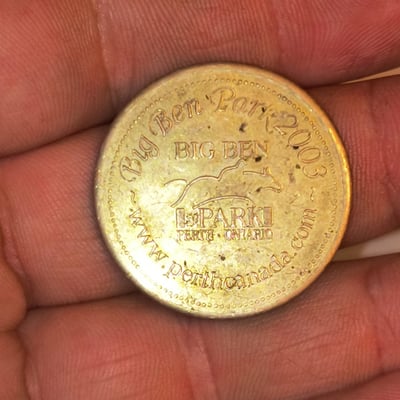 ~ Big Ben Park 2003 ~
BIG BEN
PARK
PERTH · ONTARIO
www.perthcanada.com